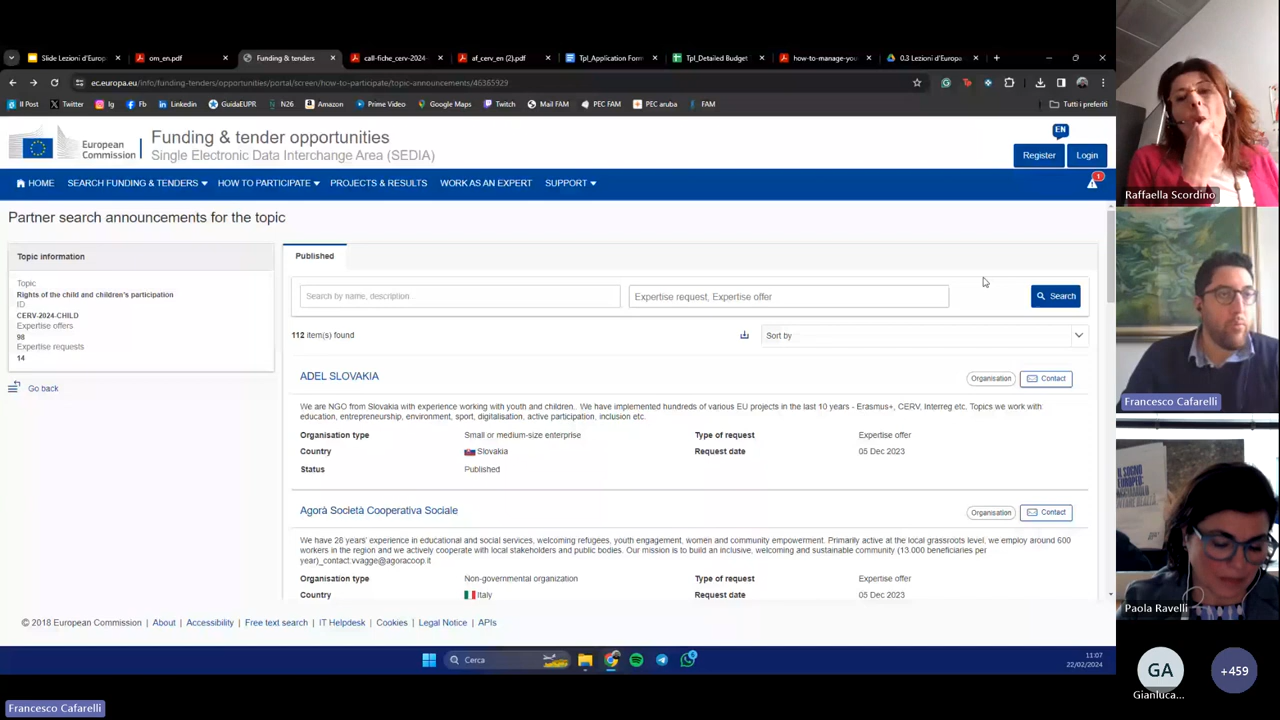 Slide Lezioni d'Euro
om_en.pdf
Funding & tenders
call-fiche_cerv-2024-
af_cerv_en (2).pdf
Tpl_Application Form
Tpl_Detailed Budget
how-to-manage-you
0.3 Lezioni d'Europa
ec.europa.eu/info/funding-tenders/opportunities/portal/screen/how-to-participate/topic-announcements/46365929
Il Post
Twitter
Ig
Fb
Linkedin
GuidaEUPR
N26
Amazon
Prime Video
Google Maps
Twitch
Mail FAM
PEC FAM
PEC aruba
FAM
Tutti i preferiti
European Commission
Funding & tender opportunities
Single Electronic Data Interchange Area (SEDIA)
EN
Register
Login
HOME
SEARCH FUNDING & TENDERS
HOW TO PARTICIPATE
PROJECTS & RESULTS
WORK AS AN EXPERT
SUPPORT
1
Partner search announcements for the topic
Topic information
Topic
Rights of the child and children's participation
ID
CERV-2024-CHILD
Expertise offers
98
Expertise requests
14
Go back
Published
Search by name, description
Expertise request, Expertise offer
Search
112 item(s) found
Sort by
ADEL SLOVAKIA
Organisation
Contact
We are NGO from Slovakia with experience working with youth and children.. We have implemented hundreds of various EU projects in the last 10 years - Erasmus+, CERV, Interreg etc, Topics we work with
education, entrepreneurship, environment, sport, digitalisation, active participation, inclusion etc.
Organisation type Small or medium-size enterprise Type of request Expertise offer
Country Slovakia Request date 05 Dec 2023
Status Published
Agorà Società Cooperativa Sociale
Organisation
Contact
We have 28 years' experience in educational and social services, welcoming refugees, youth engagement, women and community empowerment. Primarily active at the local grassroots level, we employ around 600
workers in the region and we actively cooperate with local stakeholders and public bodies. Our mission is to build an inclusive, welcoming and sustainable community (13.000 beneficiaries per
year)_contact:vvagge@agoracoop.it
Organisation type Non-governmental organization Type of request Expertise offer
Country Italy Request date 05 Dec 2023
© 2018 European Commission | About | Accessibility | Free text search | IT Helpdesk | Cookies | Legal Notice | APIs
Cerca
11:07
22/02/2024
Francesco Cafarelli
Raffaella Scordino
Francesco Cafarelli
IL SOGNO
EUROPEO:
Paola Ravelli
GA
Gianluca...
+459